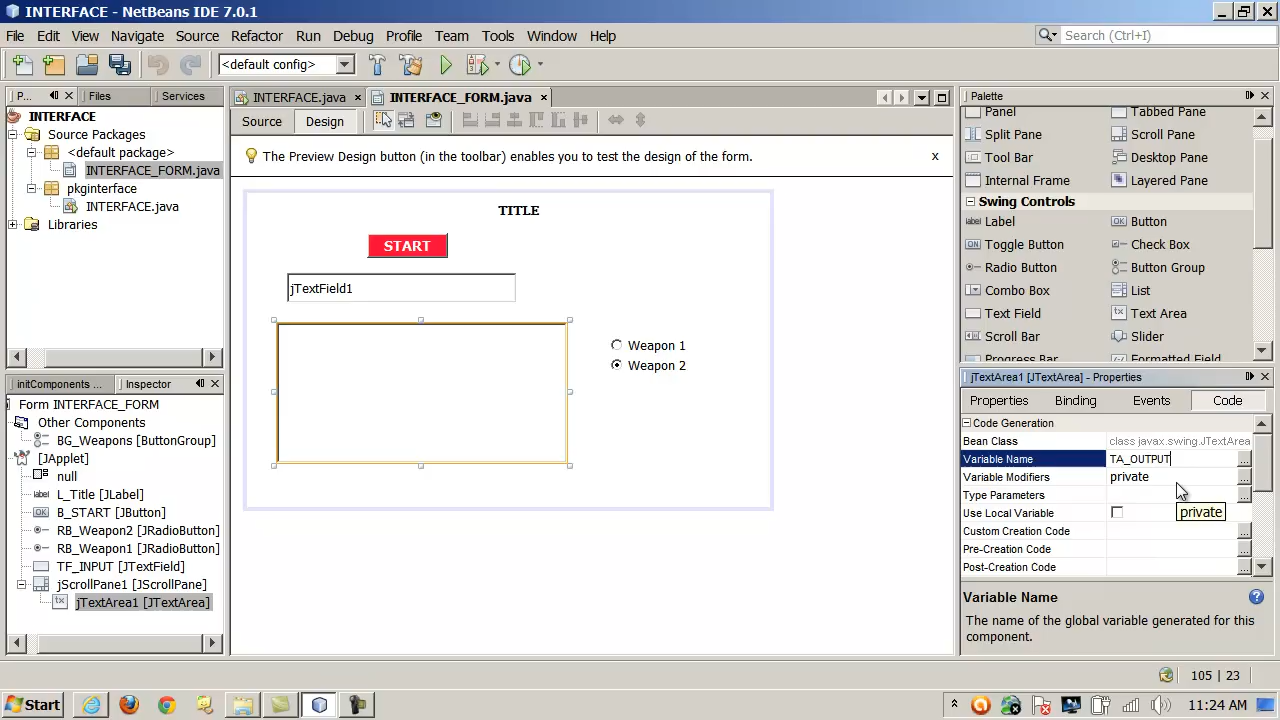 INTERFACE - NetBeans IDE 7.0.1
File Edit View Navigate Source Refactor Run Debug Profile Team Tools Window Help
Search (Ctrl+I)
<default config>
P... Files Services
INTERFACE.java INTERFACE_FORM.java
Palette
INTERFACE
Source Packages
<default package>
INTERFACE_FORM.java
pkginterface
INTERFACE.java
Libraries
Source Design
The Preview Design button (in the toolbar) enables you to test the design of the form.
x
TITLE
START
jTextField1
Weapon 1
Weapon 2
Panel Tabbed Pane
Split Pane Scroll Pane
Tool Bar Desktop Pane
Internal Frame Layered Pane
Swing Controls
Label Button
Toggle Button Check Box
Radio Button Button Group
Combo Box List
Text Field Text Area
Scroll Bar Slider
Progress Bar Formatted Field
initComponents ... Inspector
Form INTERFACE_FORM
Other Components
BG_Weapons [ButtonGroup]
[JApplet]
null
L_Title [JLabel]
B_START [JButton]
RB_Weapon2 [JRadioButton]
RB_Weapon1 [JRadioButton]
TF_INPUT [JTextField]
jScrollPane1 [JScrollPane]
jTextArea1 [JTextArea]
jTextArea1 [JTextArea] - Properties
Properties Binding Events Code
Code Generation
Bean Class class javax.swing.JTextArea
Variable Name TA_OUTPUT ...
Variable Modifiers private ...
Type Parameters ...
Use Local Variable
Custom Creation Code ...
Pre-Creation Code ...
Post-Creation Code ...
private
Variable Name
The name of the global variable generated for this
component.
105 | 23
Start
11:24 AM